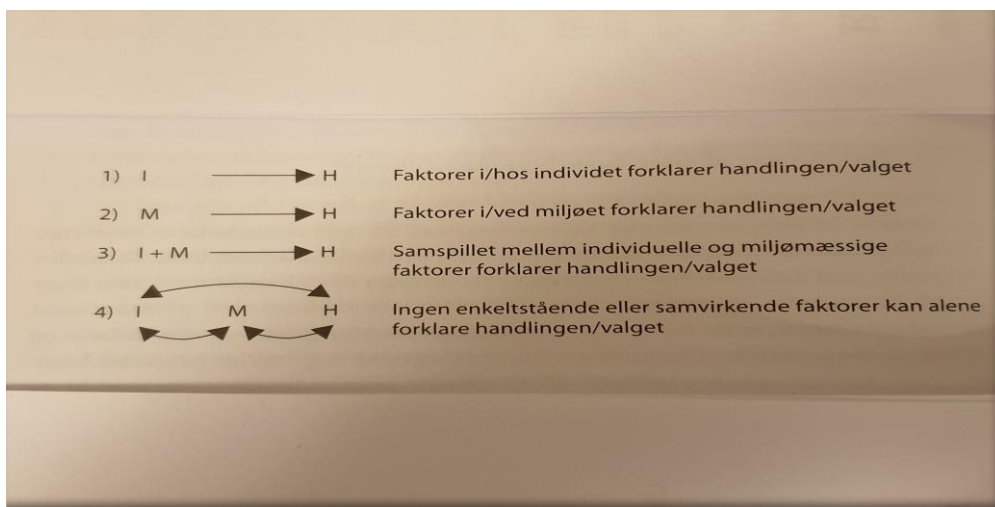 1) I H Faktorer i/hos individet forklarer handlingen/valget
2) M H Faktorer i/ved miljøet forklarer handlingen/valget
3) I + M H Samspillet mellem individuelle og miljømæssige
faktorer forklarer handlingen/valget
4) I M H Ingen enkeltstående eller samvirkende faktorer kan alene
forklare handlingen/valget